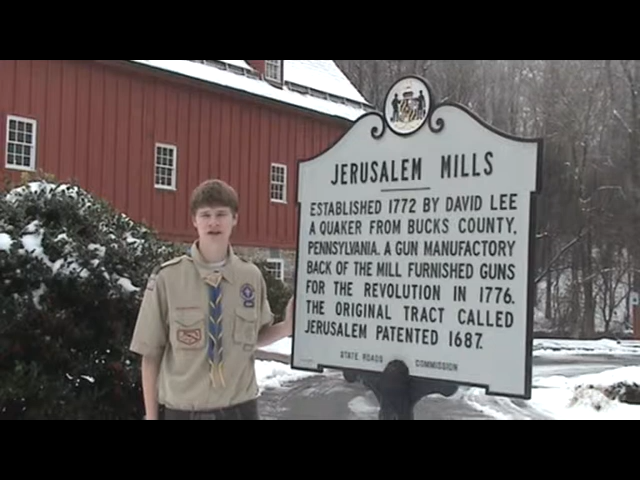 JERUSALEM MILLS
ESTABLISHED 1772 BY DAVID LEE
A QUAKER FROM BUCKS COUNTY,
PENNSYLVANIA. A GUN MANUFACTORY
BACK OF THE MILL FURNISHED GUNS
FOR THE REVOLUTION IN 1776.
THE ORIGINAL TRACT CALLED
JERUSALEM PATENTED 1687.
STATE ROADS COMMISSION